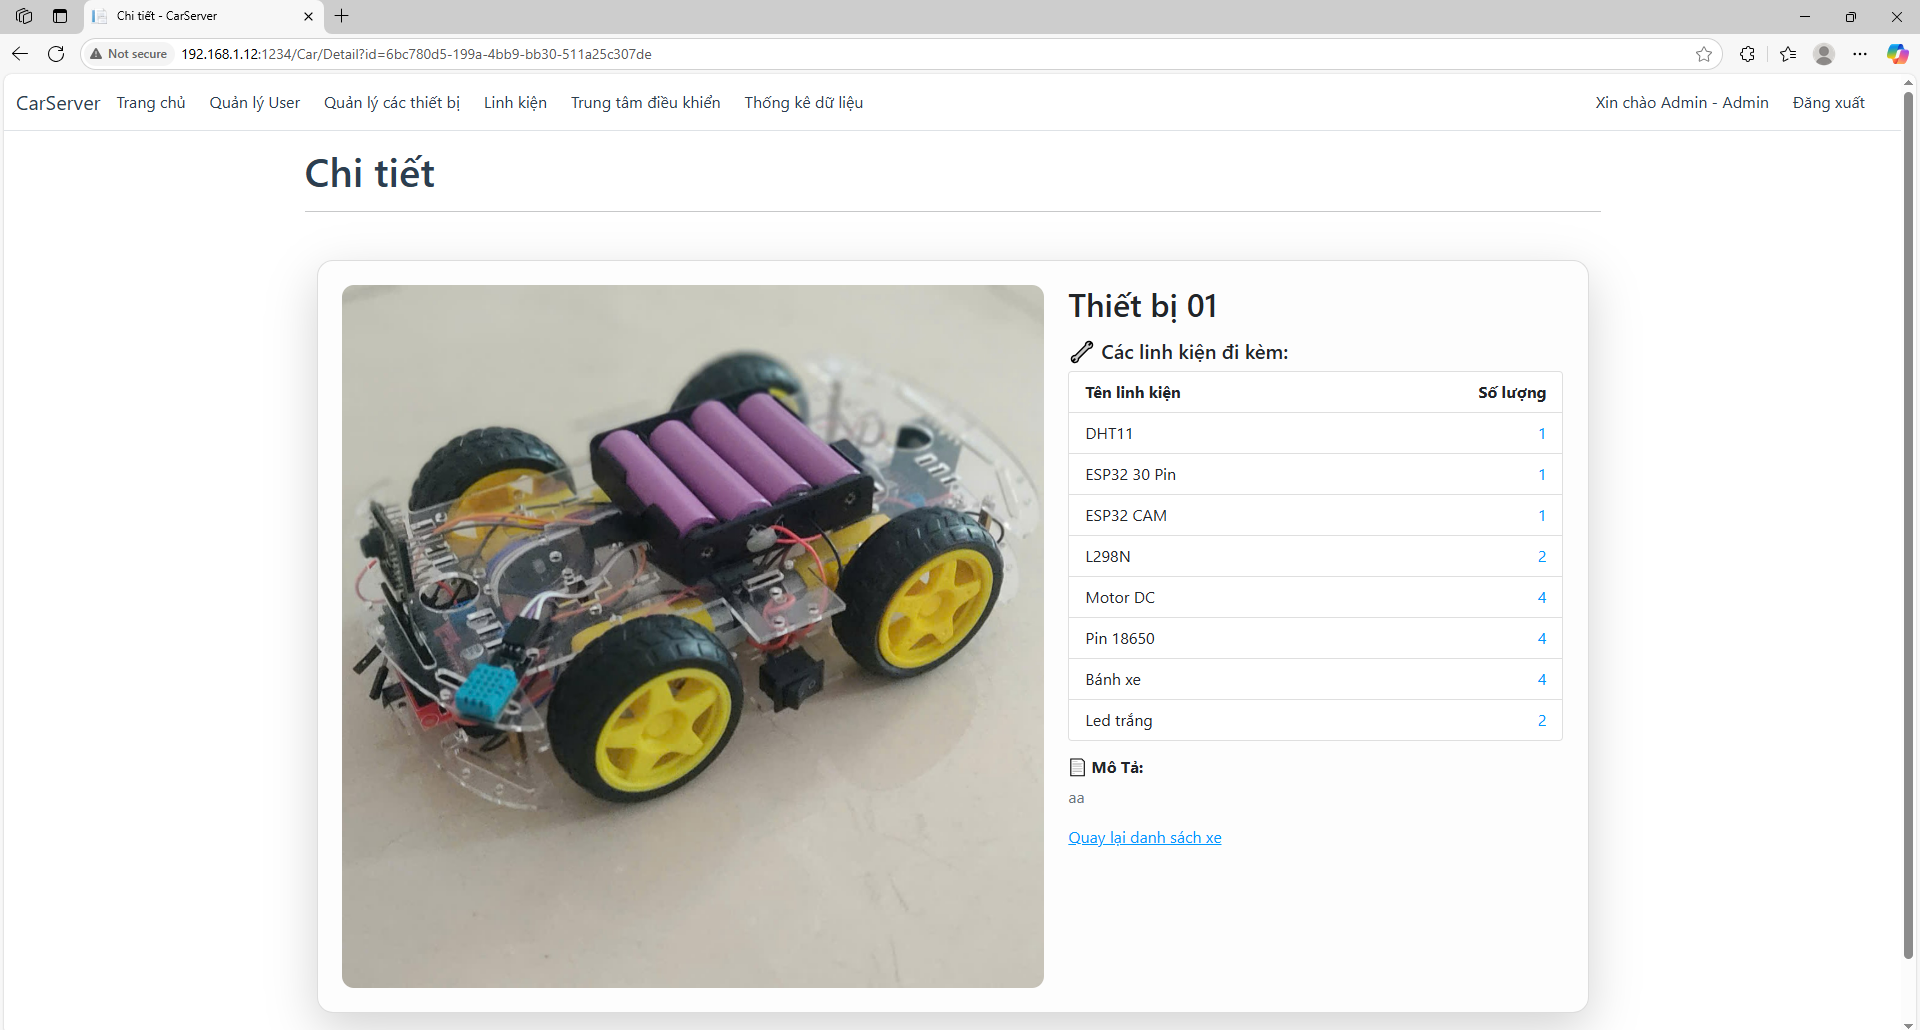 Chi tiết - CarServer
Not secure
192.168.1.12:1234/Car/Detail?id=6bc780d5-199a-4bb9-bb30-511a25c307de
CarServer Trang chủ Quản lý User Quản lý các thiết bị Linh kiện Trung tâm điều khiển Thống kê dữ liệu Xin chào Admin - Admin Đăng xuất
Chi tiết
Thiết bị 01
Các linh kiện đi kèm:
Tên linh kiện Số lượng
DHT11 1
ESP32 30 Pin 1
ESP32 CAM 1
L298N 2
Motor DC 4
Pin 18650 4
Bánh xe 4
Led trắng 2
Mô Tả:
aa
Quay lại danh sách xe